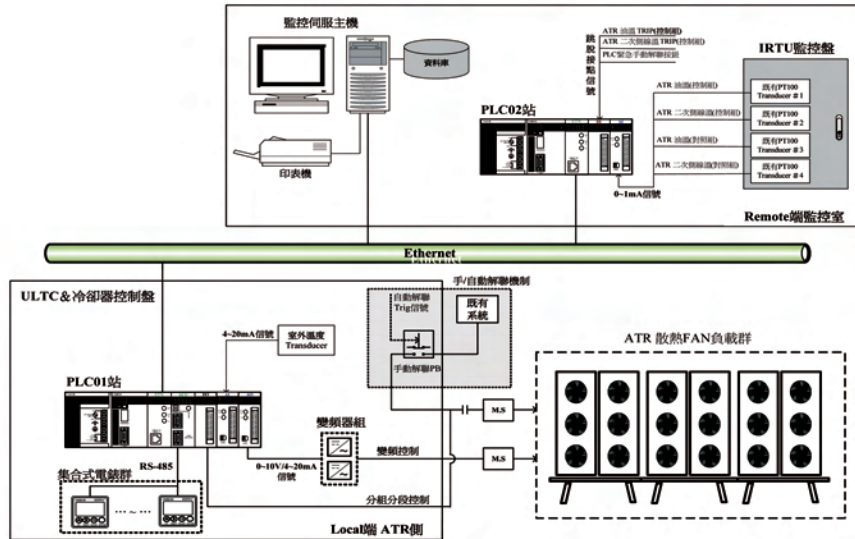 監控伺服主機
資料庫
印表機
PLC02站
跳脫接點信號
ATR 油溫 TRIP(控制組)
ATR 二次側線溫 TRIP(控制組)
PLC緊急手動解聯按鈕
IRTU監控盤
ATR 油溫(控制組)
既有PT100
Transducer #1
ATR 二次側線溫(控制組)
既有PT100
Transducer #2
ATR 油溫(對照組)
既有PT100
Transducer #3
ATR 二次側線溫(對照組)
既有PT100
Transducer #4
0~1mA信號
Remote端監控室
Ethernet
ULTC&冷卻器控制盤
手/自動解聯機制
自動解聯
Trig信號
既有
系統
手動解聯PB
4~20mA信號
室外溫度
Transducer
PLC01站
ATR 散熱FAN負載群
M.S
變頻器組
變頻控制
M.S
RS-485
0~10V/4~20mA
信號
集合式電錶群
... ~ ...
分組分段控制
Local端 ATR側